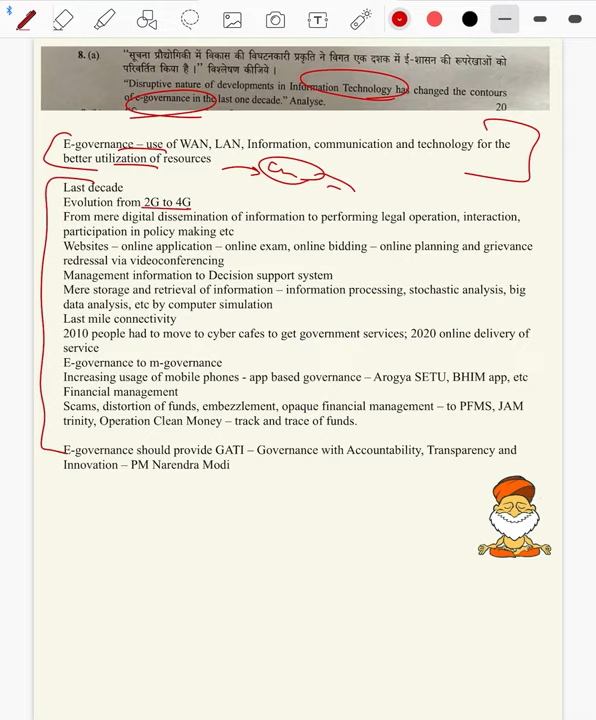 8. (a) “सूचना प्रौद्योगिकी में विकास की विघटनकारी प्रकृति ने विगत एक दशक में ई-शासन की रूपरेखाओं को
परिवर्तित किया है।” विश्लेषण कीजिये।
“Disruptive nature of developments in Information Technology has changed the contours
of e-governance in the last one decade.” Analyse. 20
E-governance – use of WAN, LAN, Information, communication and technology for the
better utilization of resources
Last decade
Evolution from 2G to 4G
From mere digital dissemination of information to performing legal operation, interaction,
participation in policy making etc
Websites – online application – online exam, online bidding – online planning and grievance
redressal via videoconferencing
Management information to Decision support system
Mere storage and retrieval of information – information processing, stochastic analysis, big
data analysis, etc by computer simulation
Last mile connectivity
2010 people had to move to cyber cafes to get government services; 2020 online delivery of
service
E-governance to m-governance
Increasing usage of mobile phones - app based governance – Arogya SETU, BHIM app, etc
Financial management
Scams, distortion of funds, embezzlement, opaque financial management – to PFMS, JAM
trinity, Operation Clean Money – track and trace of funds.
E-governance should provide GATI – Governance with Accountability, Transparency and
Innovation – PM Narendra Modi